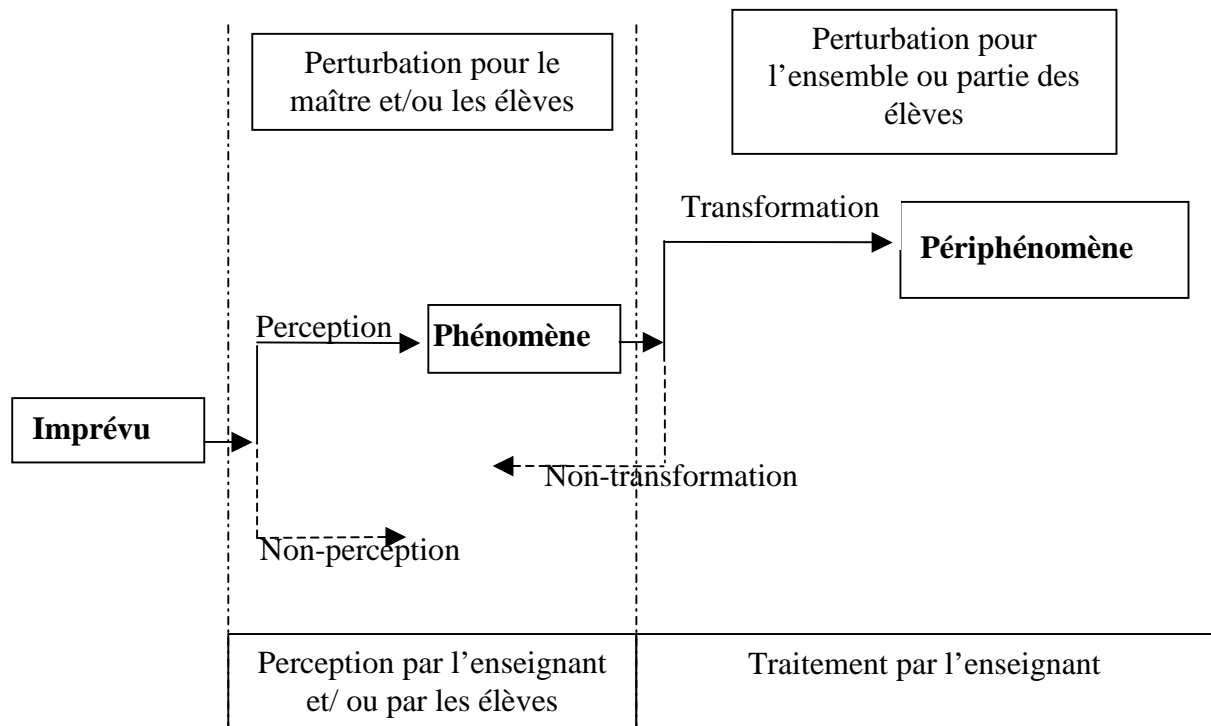 Perturbation pour le
maître et/ou les élèves
Perturbation pour
l’ensemble ou partie des
élèves
Transformation
Périphénomène
Perception
Phénomène
Imprévu
Non-transformation
Non-perception
Perception par l’enseignant
et/ ou par les élèves
Traitement par l’enseignant